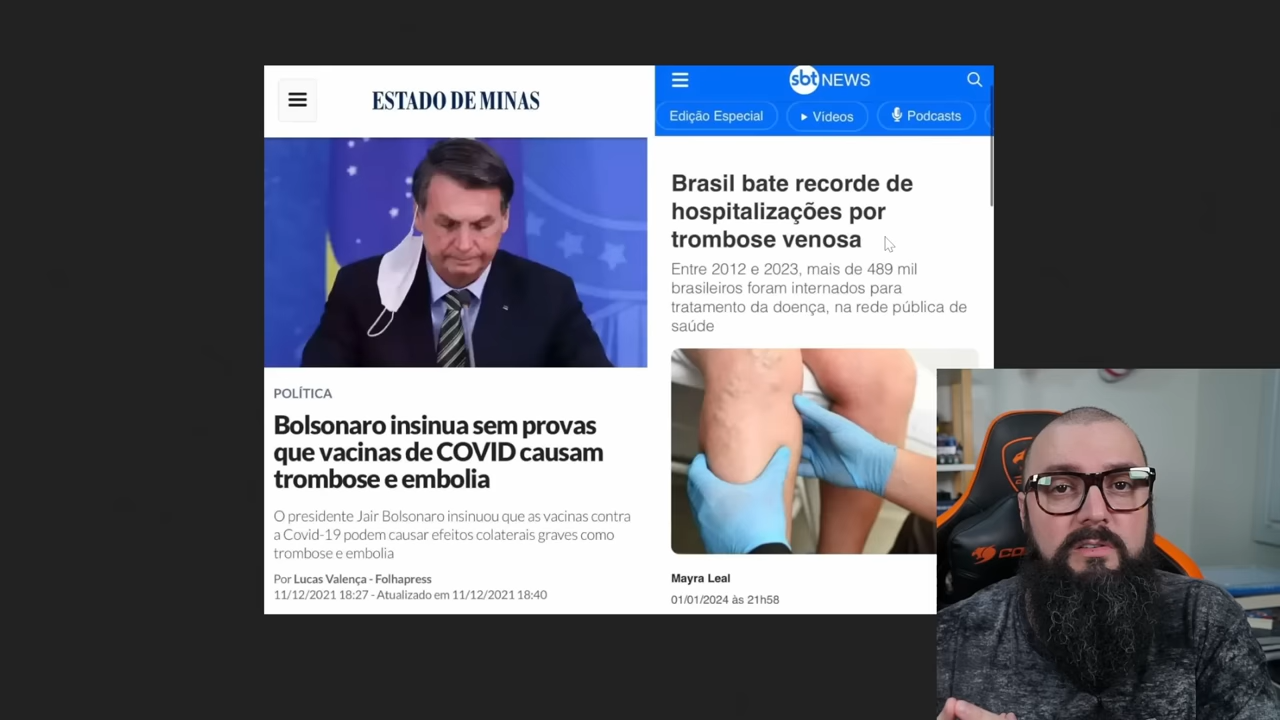 ESTADO DE MINAS
POLÍTICA
Bolsonaro insinua sem provas
que vacinas de COVID causam
trombose e embolia
O presidente Jair Bolsonaro insinuou que as vacinas contra
a Covid-19 podem causar efeitos colaterais graves como
trombose e embolia
Por Lucas Valença - Folhapress
11/12/2021 18:27 - Atualizado em 11/12/2021 18:40
sbt NEWS
Edição Especial
Vídeos
Podcasts
Brasil bate recorde de
hospitalizações por
trombose venosa
Entre 2012 e 2023, mais de 489 mil
brasileiros foram internados para
tratamento da doença, na rede pública de
saúde
Mayra Leal
01/01/2024 às 21h58